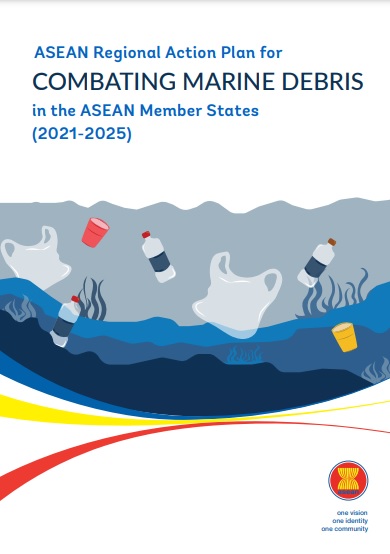 ASEAN Regional Action Plan for
COMBATING MARINE DEBRIS
in the ASEAN Member States
(2021-2025)
one vision
one identity
one community